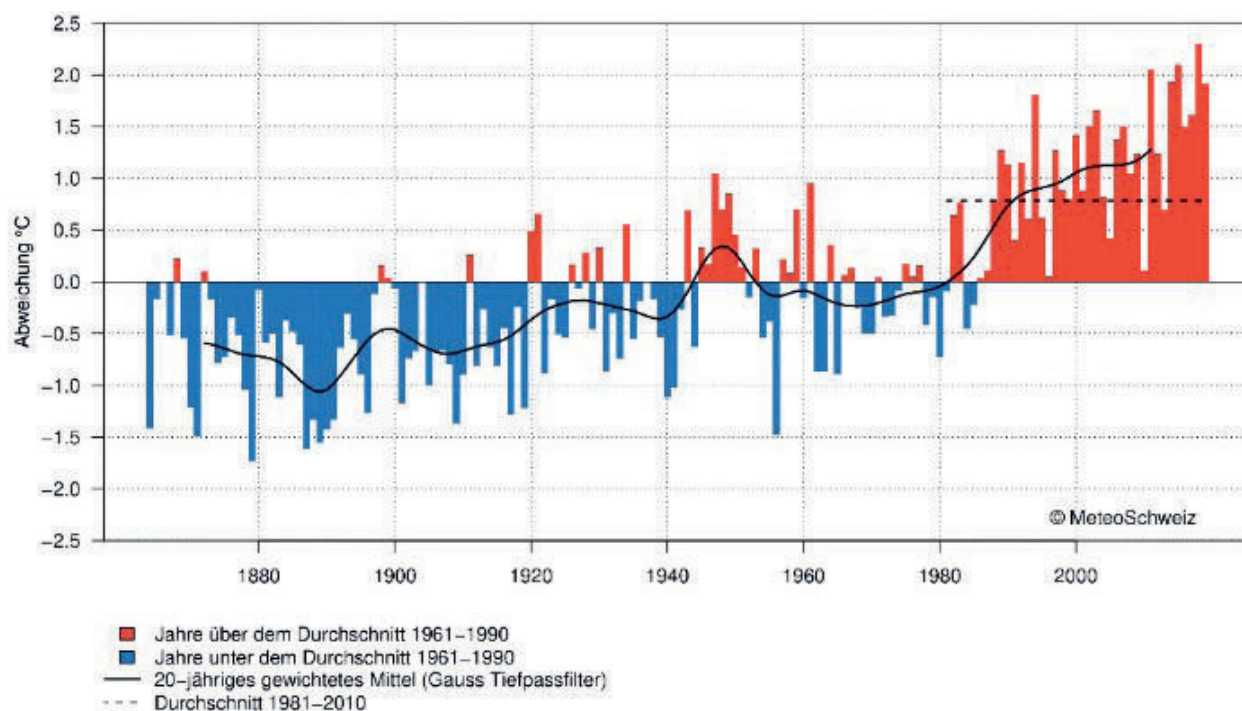 2.5
2.0
1.5
1.0
0.5
0.0
−0.5
−1.0
−1.5
−2.0
−2.5
Abweichung °C
© MeteoSchweiz
1880 1900 1920 1940 1960 1980 2000
Jahre über dem Durchschnitt 1961−1990
Jahre unter dem Durchschnitt 1961−1990
20−jähriges gewichtetes Mittel (Gauss Tiefpassfilter)
Durchschnitt 1981−2010